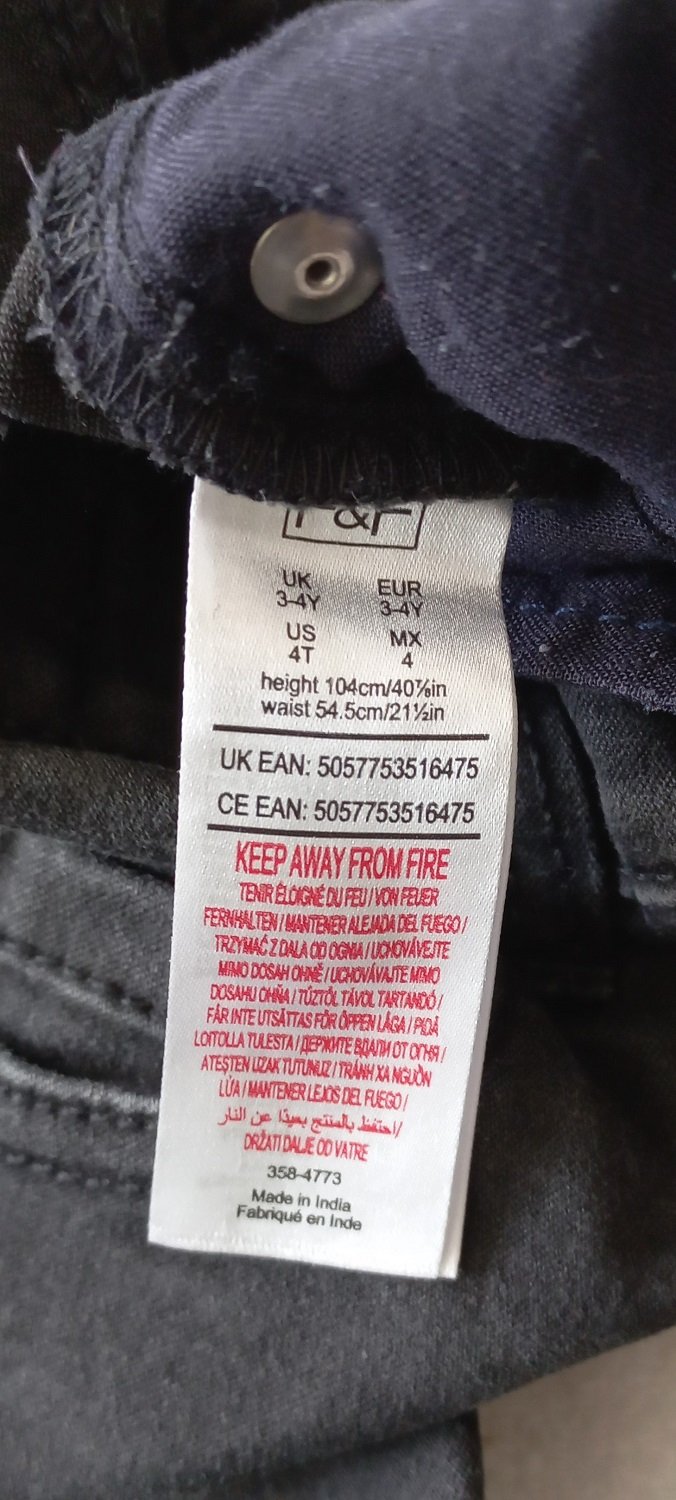 F&F
UK EUR
3-4Y 3-4Y
US MX
4T 4
height 104cm/40⅞in
waist 54.5cm/21½in
UK EAN: 5057753516475
CE EAN: 5057753516475
KEEP AWAY FROM FIRE
TENIR ÉLOIGNÉ DU FEU / VON FEUER
FERNHALTEN / MANTENER ALEJADA DEL FUEGO /
TRZYMAĆ Z DALA OD OGNIA / UCHOVÁVEJTE
MIMO DOSAH OHNĚ / UCHOVÁVAJTE MIMO
DOSAHU OHŇA / TŰZTŐL TÁVOL TARTANDÓ /
FÅR INTE UTSÄTTAS FÖR ÖPPEN LÅGA / PIDÄ
LOITOLLA TULESTA / ДЕРЖИТЕ ВДАЛИ ОТ ОГНЯ /
ATEŞTEN UZAK TUTUNUZ / TRÁNH XA NGUỒN
LỬA / MANTENER LEJOS DEL FUEGO /
احتفظ بالمنتج بعيدًا عن النار/
DRŽATI DALJE OD VATRE
358-4773
Made in India
Fabriqué en Inde